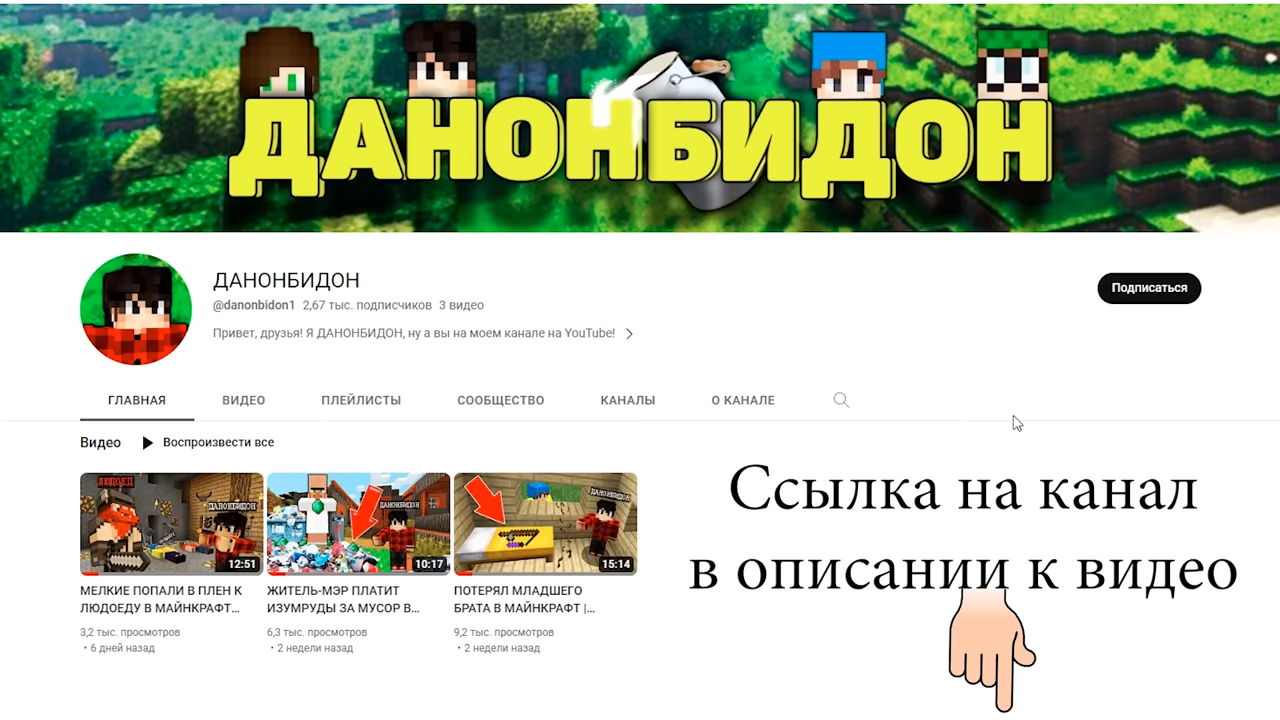 ДАНОНБИДОН
ДАНОНБИДОН
@danonbidon1 2,67 тыс. подписчиков 3 видео
Подписаться
Привет, друзья! Я ДАНОНБИДОН, ну а вы на моем канале на YouTube!
ГЛАВНАЯ ВИДЕО ПЛЕЙЛИСТЫ СООБЩЕСТВО КАНАЛЫ О КАНАЛЕ
Видео Воспроизвести все
ЛЮДОЕД
ДАНОНБИДОН
12:51
ДАНОНБИДОН
10:17
ДАНОНБИДОН
15:14
МЕЛКИЕ ПОПАЛИ В ПЛЕН К
ЛЮДОЕДУ В МАЙНКРАФТ...
3,2 тыс. просмотров
• 6 дней назад
ЖИТЕЛЬ-МЭР ПЛАТИТ
ИЗУМРУДЫ ЗА МУСОР В...
6,3 тыс. просмотров
• 2 недели назад
ПОТЕРЯЛ МЛАДШЕГО
БРАТА В МАЙНКРАФТ |...
9,2 тыс. просмотров
• 2 недели назад
Ссылка на канал
в описании к видео